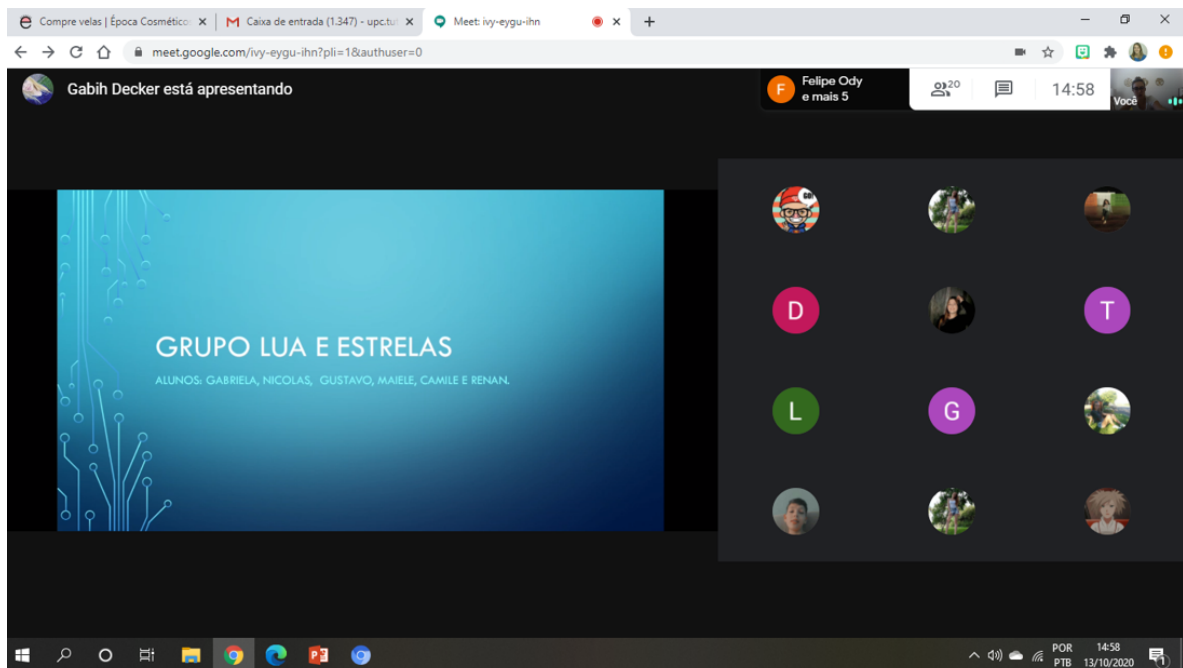 Compre velas | Época Cosmético
Caixa de entrada (1.347) - upc.tut
Meet: ivy-eygu-ihn
meet.google.com/ivy-eygu-ihn?pli=1&authuser=0
Gabih Decker está apresentando
F
Felipe Ody
e mais 5
20
14:58
Você
GO!
GRUPO LUA E ESTRELAS
ALUNOS: GABRIELA, NICOLAS, GUSTAVO, MAIELE, CAMILE E RENAN.
D
T
L
G
POR
PTB
14:58
13/10/2020